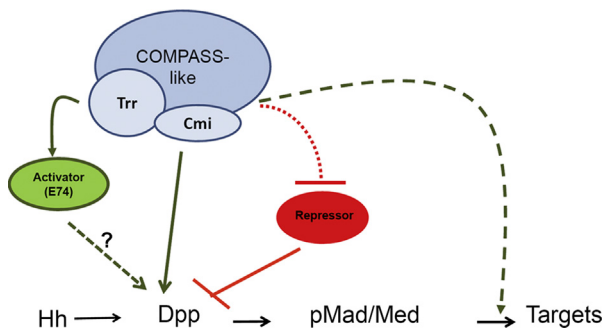 COMPASS-
like
Trr
Cmi
Activator
(E74)
Repressor
?
Hh
Dpp
pMad/Med
Targets